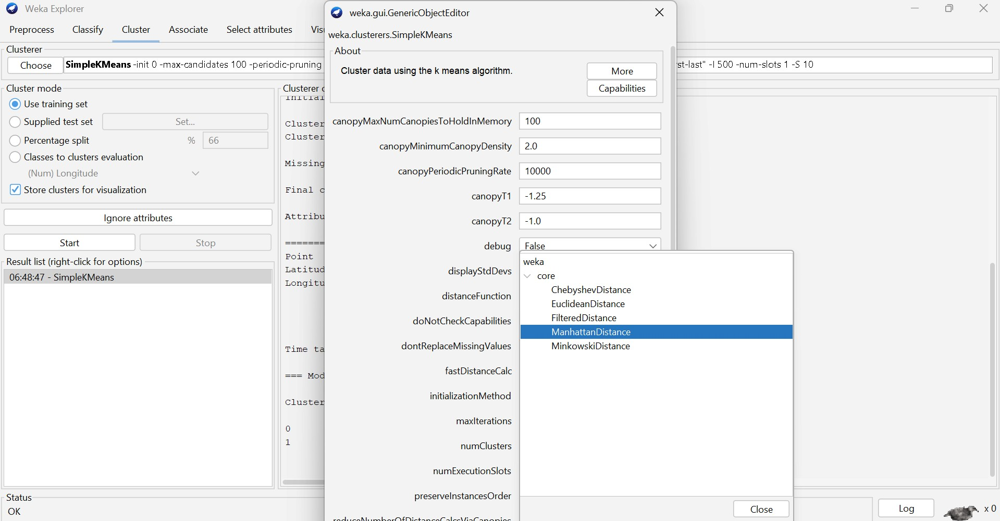 Weka Explorer
Preprocess Classify Cluster Associate Select attributes
Clusterer
Choose SimpleKMeans -init 0 -max-candidates 100 -periodic-pruning st-last" -I 500 -num-slots 1 -S 10
Cluster mode
Use training set
Supplied test set Set...
Percentage split % 66
Classes to clusters evaluation
(Num) Longitude
Store clusters for visualization
Ignore attributes
Start Stop
Result list (right-click for options)
06:48:47 - SimpleKMeans
Clusterer
Cluster
Cluster
Missing
Final c
Attribu
=======
Point
Latitud
Longitu
Time ta
=== Mod
Cluster
0
1
weka.gui.GenericObjectEditor
weka.clusterers.SimpleKMeans
About
Cluster data using the k means algorithm.
More
Capabilities
canopyMaxNumCanopiesToHoldInMemory 100
canopyMinimumCanopyDensity 2.0
canopyPeriodicPruningRate 10000
canopyT1 -1.25
canopyT2 -1.0
debug False
displayStdDevs
distanceFunction
doNotCheckCapabilities
dontReplaceMissingValues
fastDistanceCalc
initializationMethod
maxIterations
numClusters
numExecutionSlots
preserveInstancesOrder
reduceNumberOfDistanceCalcsViaCanopies
weka
core
ChebyshevDistance
EuclideanDistance
FilteredDistance
ManhattanDistance
MinkowskiDistance
Close
Status
OK
Log x 0